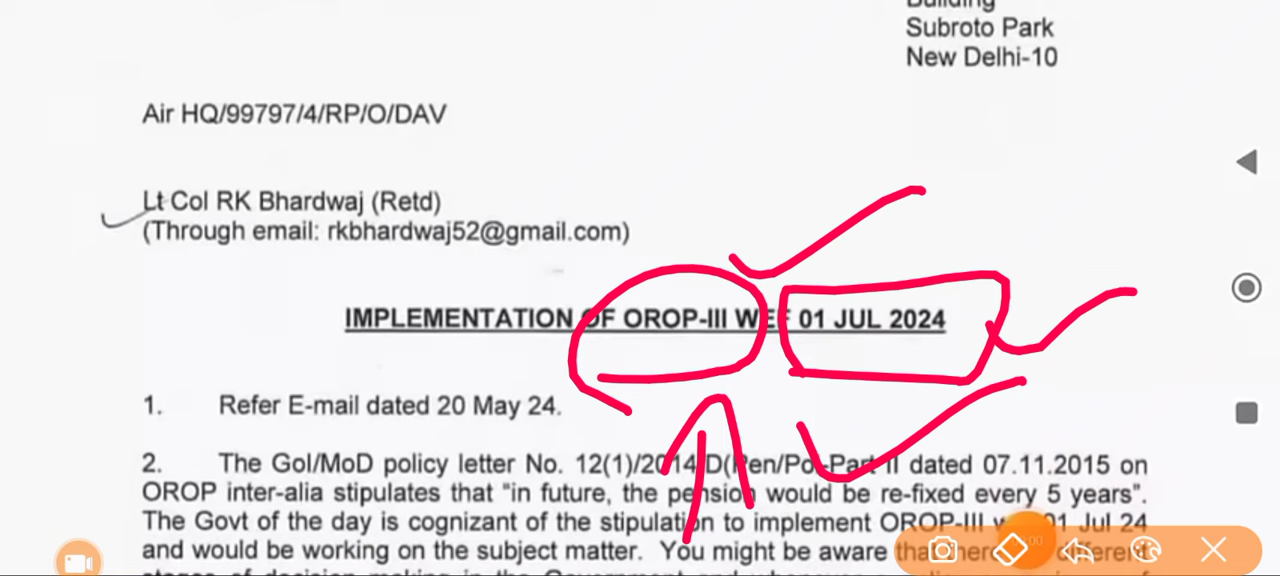 Building
Subroto Park
New Delhi-10
Air HQ/99797/4/RP/O/DAV
Lt Col RK Bhardwaj (Retd)
(Through email: rkbhardwaj52@gmail.com)
IMPLEMENTATION OF OROP-III WEF 01 JUL 2024
1. Refer E-mail dated 20 May 24.
2. The GoI/MoD policy letter No. 12(1)/2014/D(Pen/Pol-Part II dated 07.11.2015 on
OROP inter-alia stipulates that "in future, the pension would be re-fixed every 5 years".
The Govt of the day is cognizant of the stipulation to implement OROP-III 01 Jul 24
and would be working on the subject matter. You might be aware different